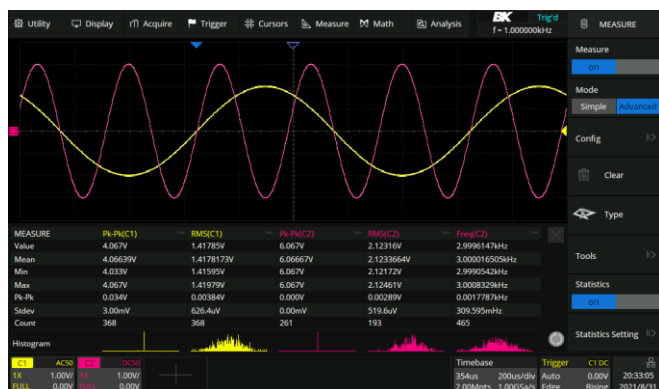 Utility Display Acquire Trigger Cursors Measure Math Analysis BK Trig'd MEASURE
f = 1.000000kHz
Measure
on
Mode
Simple Advanced
Config
Clear
Type
Tools
Statistics
on
Statistics Setting
MEASURE Pk-Pk(C1) RMS(C1) Pk-Pk(C2) RMS(C2) Freq(C2)
Value 4.067V 1.41785V 6.067V 2.12316V 2.9996147kHz
Mean 4.06639V 1.4178173V 6.06667V 2.1233664V 3.000016505kHz
Min 4.033V 1.41595V 6.067V 2.12172V 2.9990542kHz
Max 4.067V 1.41979V 6.067V 2.12461V 3.0008329kHz
Pk-Pk 0.034V 0.00384V 0.000V 0.00289V 0.0017787kHz
Stdev 3.00mV 626.4uV 0.00mV 519.6uV 309.595mHz
Count 368 368 261 193 465
Histogram
C1 AC50 C2 DC50 Timebase Trigger C1 DC
1X 1.00V/ 1X 1.00V/ 354us 200us/div Auto 0.00V 20:33:05
FULL 0.00V FULL 0.00V 2.00Mpts 1.00GSa/s Edge Rising